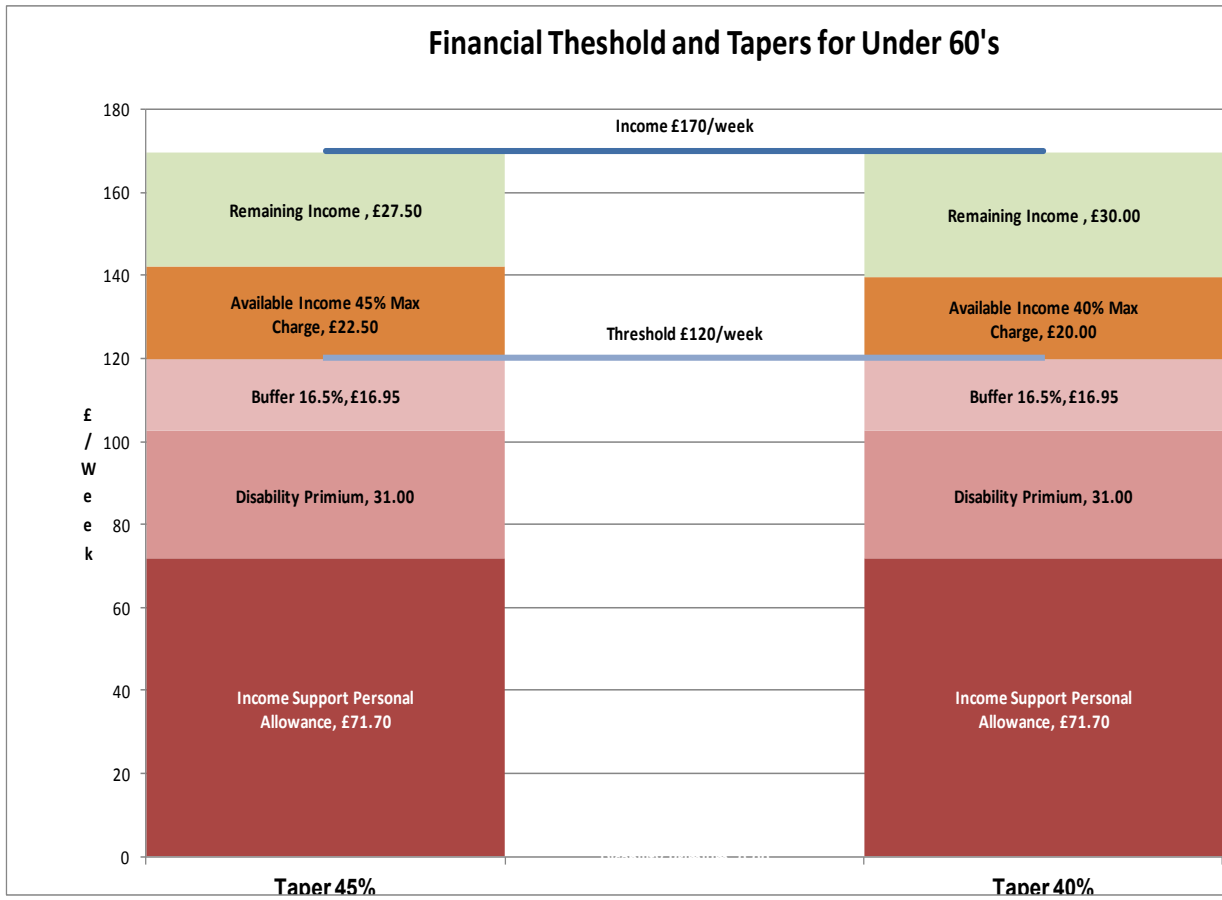 Financial Theshold and Tapers for Under 60's
180
160
140
120
100
80
60
40
20
0
£
/
W
e
e
k
Income £170/week
Remaining Income , £27.50
Remaining Income , £30.00
Available Income 45% Max
Charge, £22.50
Available Income 40% Max
Charge, £20.00
Threshold £120/week
Buffer 16.5%, £16.95
Buffer 16.5%, £16.95
Disability Primium, 31.00
Disability Primium, 31.00
Income Support Personal
Allowance, £71.70
Income Support Personal
Allowance, £71.70
Taper 45%
Taper 40%